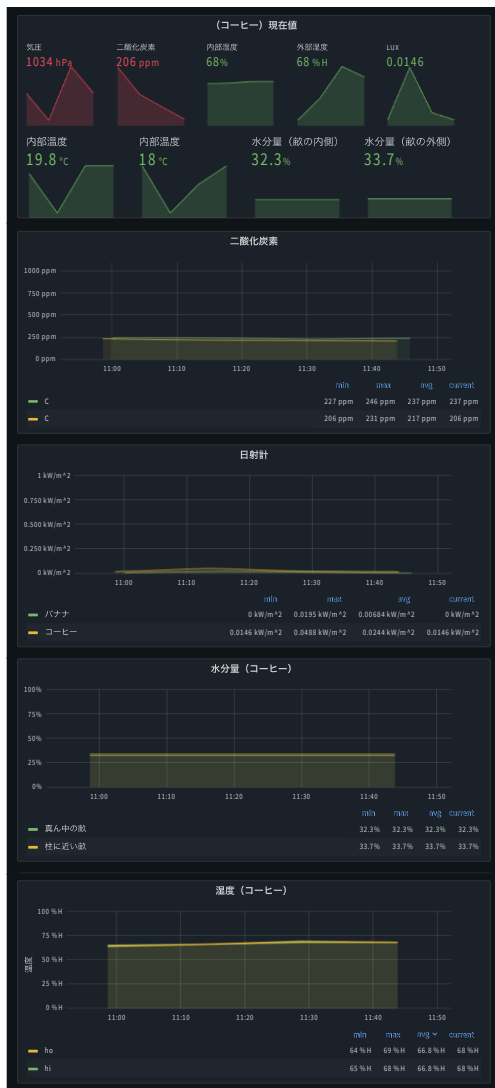 （コーヒー）現在値
気圧 二酸化炭素 内部湿度 外部湿度 LUX
1034 hPa 206 ppm 68% 68 %H 0.0146
内部温度 内部温度 水分量（畝の内側） 水分量（畝の外側）
19.8 °C 18 °C 32.3% 33.7%
二酸化炭素
1000 ppm
750 ppm
500 ppm
250 ppm
0 ppm
11:00 11:10 11:20 11:30 11:40 11:50
min max avg current
C 227 ppm 246 ppm 237 ppm 237 ppm
C 206 ppm 231 ppm 217 ppm 206 ppm
日射計
1 kW/m^2
0.750 kW/m^2
0.500 kW/m^2
0.250 kW/m^2
0 kW/m^2
11:00 11:10 11:20 11:30 11:40 11:50
min max avg current
バナナ 0 kW/m^2 0.0195 kW/m^2 0.00684 kW/m^2 0 kW/m^2
コーヒー 0.0146 kW/m^2 0.0488 kW/m^2 0.0244 kW/m^2 0.0146 kW/m^2
水分量（コーヒー）
100%
75%
50%
25%
0%
11:00 11:10 11:20 11:30 11:40 11:50
min max avg current
真ん中の畝 32.3% 32.3% 32.3% 32.3%
柱に近い畝 33.7% 33.7% 33.7% 33.7%
湿度（コーヒー）
100 %H
75 %H
50 %H
25 %H
0 %H
湿度
11:00 11:10 11:20 11:30 11:40 11:50
min max avg current
ho 64 %H 69 %H 66.8 %H 68 %H
hi 65 %H 68 %H 66.8 %H 68 %H